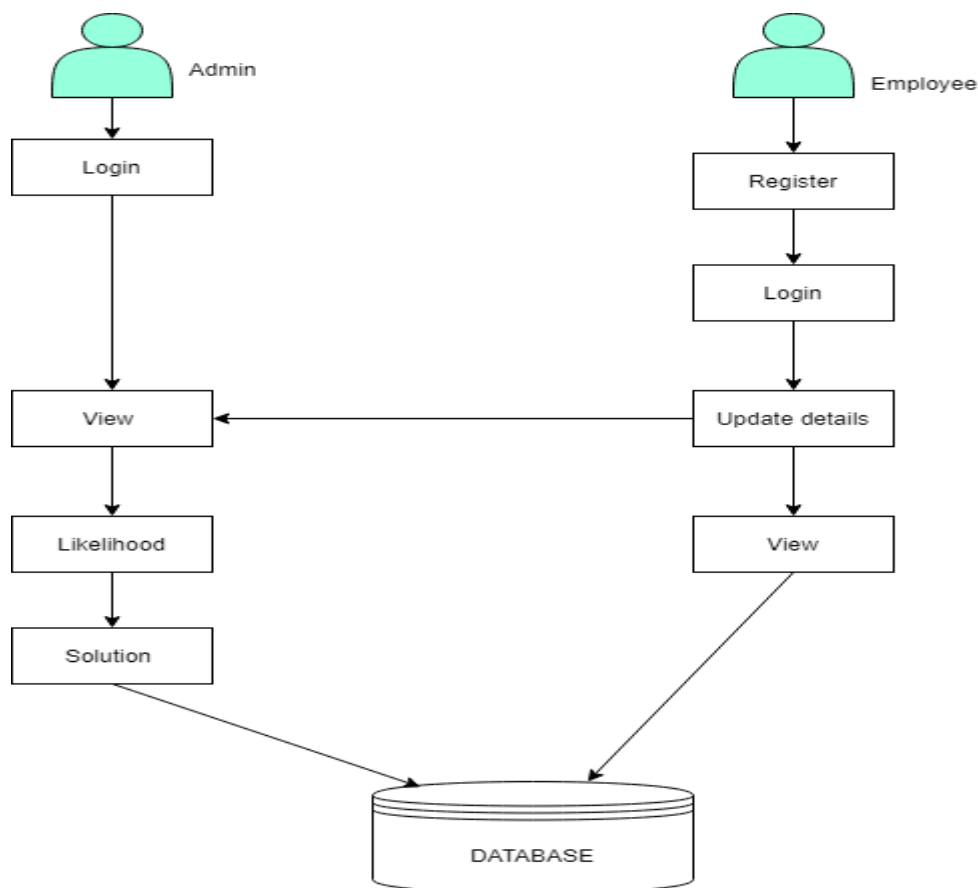 Admin
Employee
Login
Register
Login
View
Update details
Likelihood
View
Solution
DATABASE